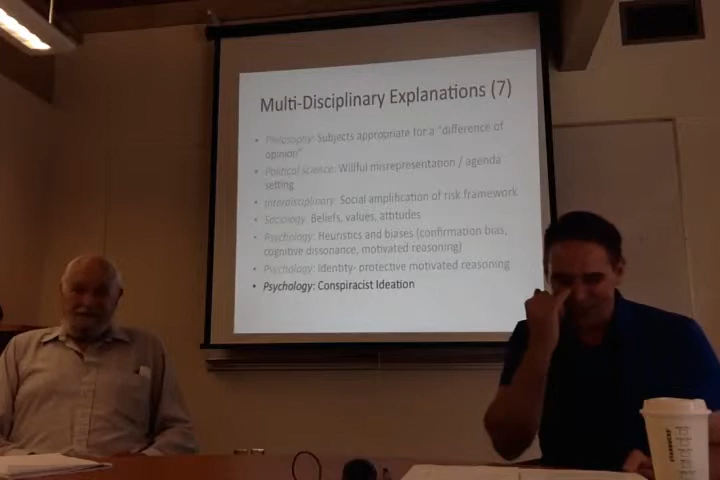 Multi-Disciplinary Explanations (7)
• Philosophy: Subjects appropriate for a "difference of
opinion"
• Political science: Willful misrepresentation / agenda
setting
• Interdisciplinary: Social amplification of risk framework
• Sociology: Beliefs, values, attitudes
• Psychology: Heuristics and biases (confirmation bias,
cognitive dissonance, motivated reasoning)
• Psychology: Identity- protective motivated reasoning
• Psychology: Conspiracist Ideation
STARBUCKS